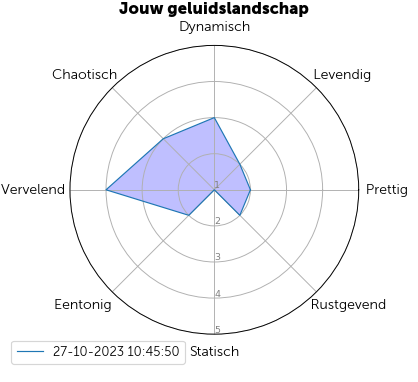 Jouw geluidslandschap
Dynamisch
Chaotisch
Levendig
Vervelend
1
Prettig
2
3
4
Eentonig
Rustgevend
5
27-10-2023 10:45:50
Statisch